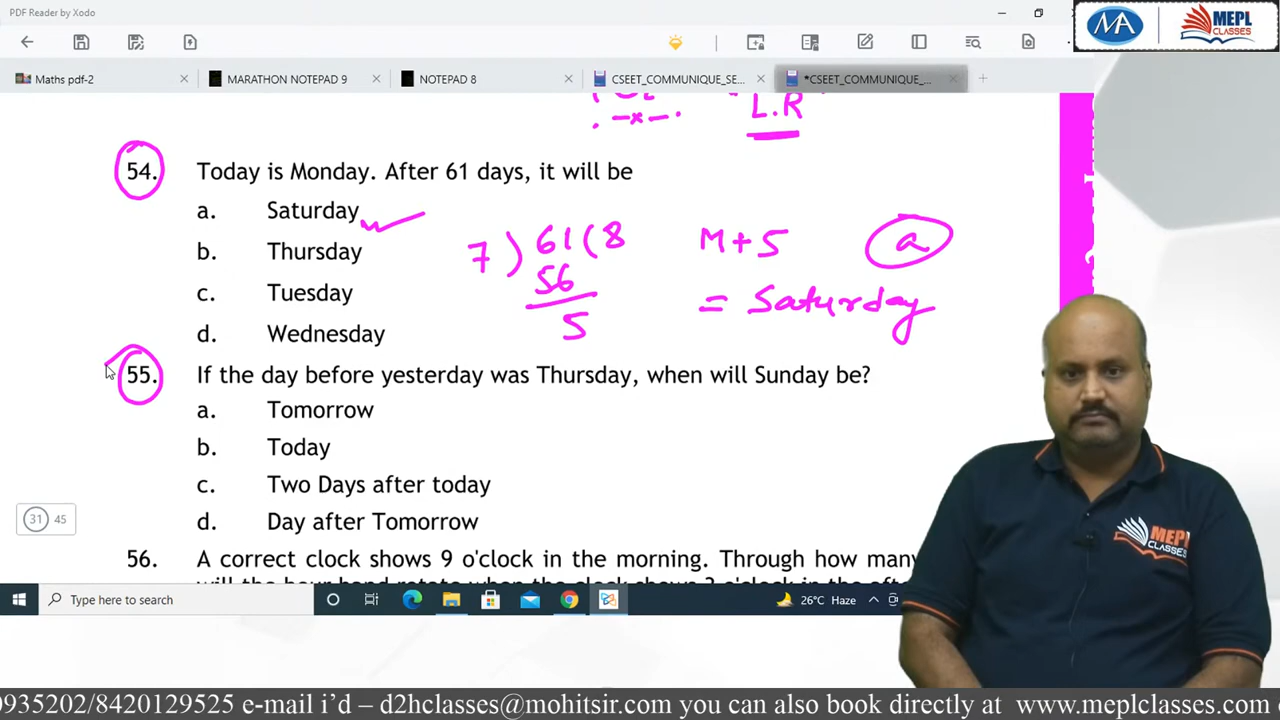 PDF Reader by Xodo
MA
MEPL
CLASSES
Maths pdf-2
MARATHON NOTEPAD 9
NOTEPAD 8
CSEET_COMMUNIQUE_SE...
*CSEET_COMMUNIQUE_...
L.R
54. Today is Monday. After 61 days, it will be
a. Saturday
b. Thursday
c. Tuesday
d. Wednesday
7 ) 61 ( 8
56
5
M + 5
= Saturday
a
55. If the day before yesterday was Thursday, when will Sunday be?
a. Tomorrow
b. Today
c. Two Days after today
d. Day after Tomorrow
31 45
56. A correct clock shows 9 o'clock in the morning. Through how many
MEPL
CLASSES
Type here to search
26°C Haze
0935202/8420129525 e-mail i’d – d2hclasses@mohitsir.com you can also book directly at www.meplclasses.com